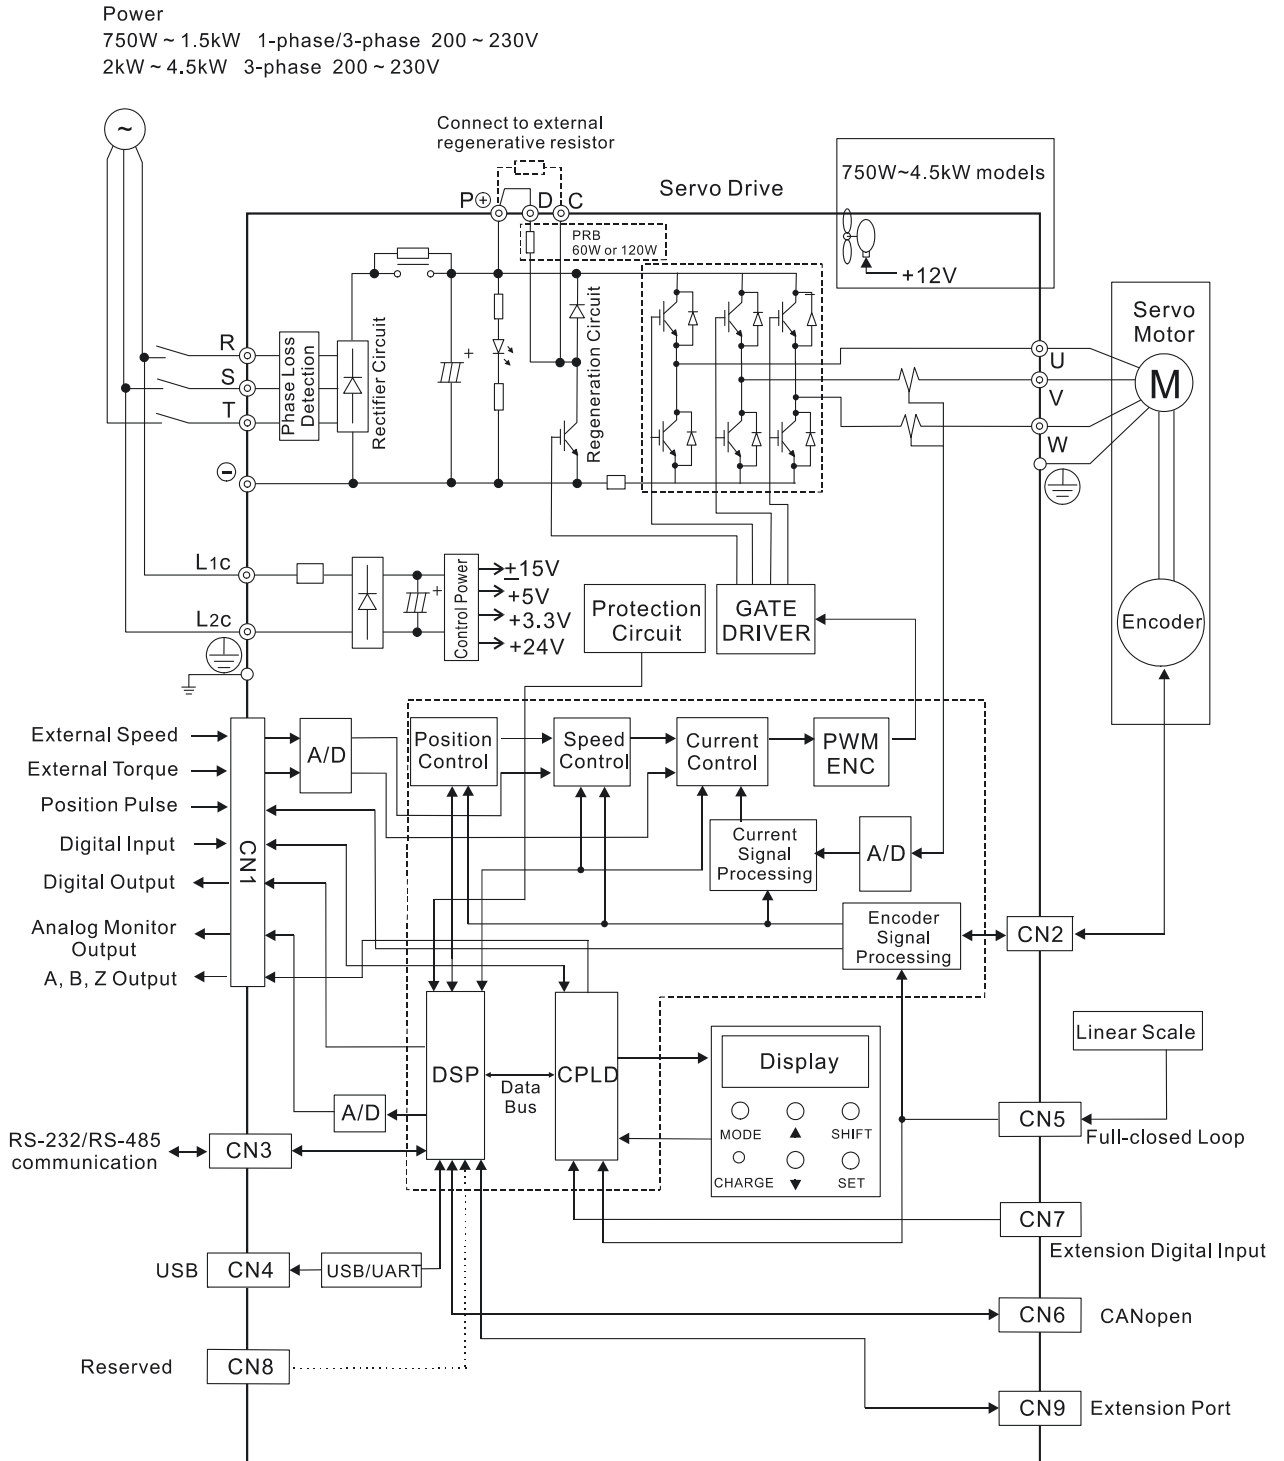 Power
750W ~ 1.5kW 1-phase/3-phase 200 ~ 230V
2kW ~ 4.5kW 3-phase 200 ~ 230V
~
Connect to external
regenerative resistor
Servo Drive
750W~4.5kW models
+12V
P⊕
D
C
PRB
60W or 120W
Regeneration Circuit
Servo
Motor
M
Encoder
R
S
T
Phase Loss
Detection
Rectifier Circuit
+
U
V
W
⊖
L1c
L2c
+
Control Power
±15V
+5V
+3.3V
+24V
Protection
Circuit
GATE
DRIVER
External Speed
External Torque
Position Pulse
Digital Input
Digital Output
Analog Monitor
Output
A, B, Z Output
CN1
A/D
Position
Control
Speed
Control
Current
Control
PWM
ENC
Current
Signal
Processing
A/D
Encoder
Signal
Processing
CN2
Linear Scale
DSP
Data
Bus
CPLD
Display
MODE
▲
SHIFT
CHARGE
▼
SET
A/D
CN5
Full-closed Loop
RS-232/RS-485
communication
CN3
CN7
Extension Digital Input
USB
CN4
USB/UART
CN6
CANopen
Reserved
CN8
CN9
Extension Port